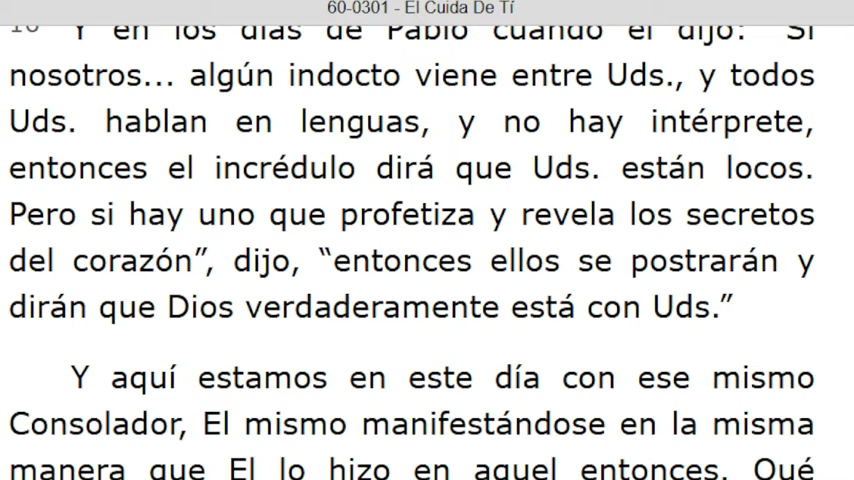 60-0301 - El Cuida De Tí
16 Y en los días de Pablo cuando él dijo: “Si
nosotros... algún indocto viene entre Uds., y todos
Uds. hablan en lenguas, y no hay intérprete,
entonces el incrédulo dirá que Uds. están locos.
Pero si hay uno que profetiza y revela los secretos
del corazón”, dijo, “entonces ellos se postrarán y
dirán que Dios verdaderamente está con Uds.”
Y aquí estamos en este día con ese mismo
Consolador, El mismo manifestándose en la misma
manera que El lo hizo en aquel entonces. Qué